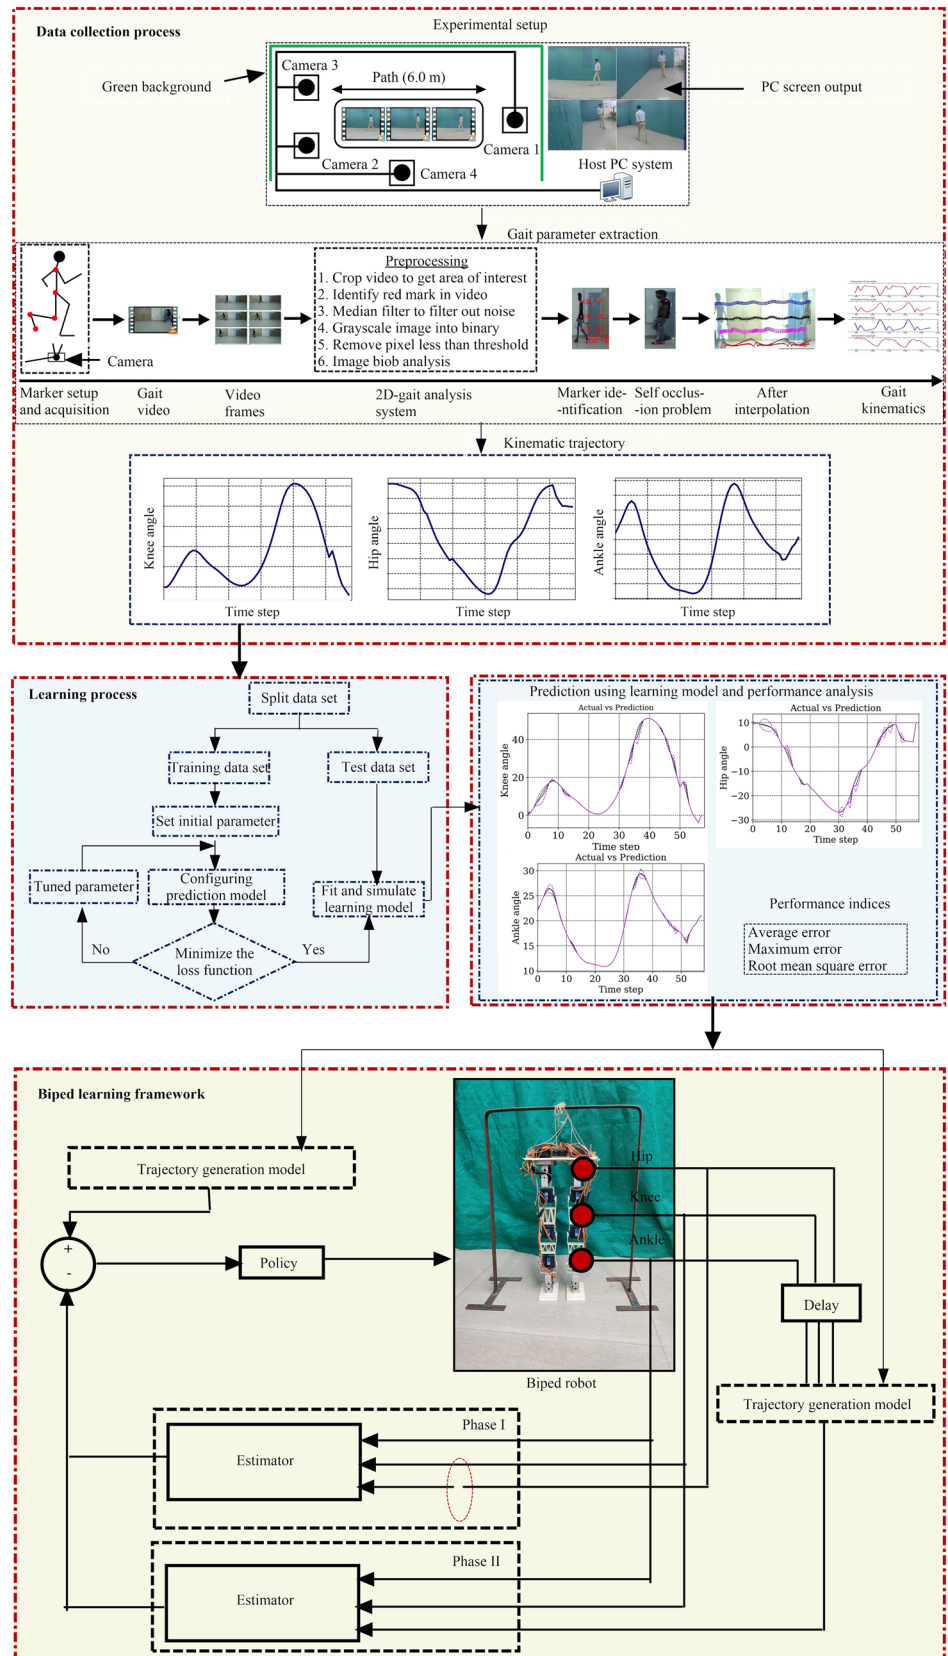 Data collection process
Experimental setup
Green background
Camera 3
Path (6.0 m)
PC screen output
Camera 1
Camera 2
Camera 4
Host PC system
Gait parameter extraction
Preprocessing
1. Crop video to get area of interest
2. Identify red mark in video
3. Median filter to filter out noise
4. Grayscale image into binary
5. Remove pixel less than threshold
6. Image biob analysis
Camera
Marker setup
and acquisition
Gait
video
Video
frames
2D-gait analysis
system
Marker ide-
-ntification
Self occlus-
-ion problem
After
interpolation
Gait
kinematics
Kinematic trajectory
Knee angle
Time step
Hip angle
Time step
Ankle angle
Time step
Learning process
Split data set
Training data set
Test data set
Set initial parameter
Tuned parameter
Configuring
prediction model
Fit and simulate
learning model
No
Minimize the
loss function
Yes
Prediction using learning model and performance analysis
Actual vs Prediction
Knee angle
40
20
0
0 10 20 30 40 50
Time step
Actual vs Prediction
Hip angle
10
0
−10
−20
−30
0 10 20 30 40 50
Time step
Actual vs Prediction
Ankle angle
30
25
20
15
10
0 10 20 30 40 50
Time step
Performance indices
Average error
Maximum error
Root mean square error
Biped learning framework
Trajectory generation model
+
-
Policy
Hip
Knee
Ankle
Biped robot
Delay
Trajectory generation model
Phase I
Estimator
Phase II
Estimator